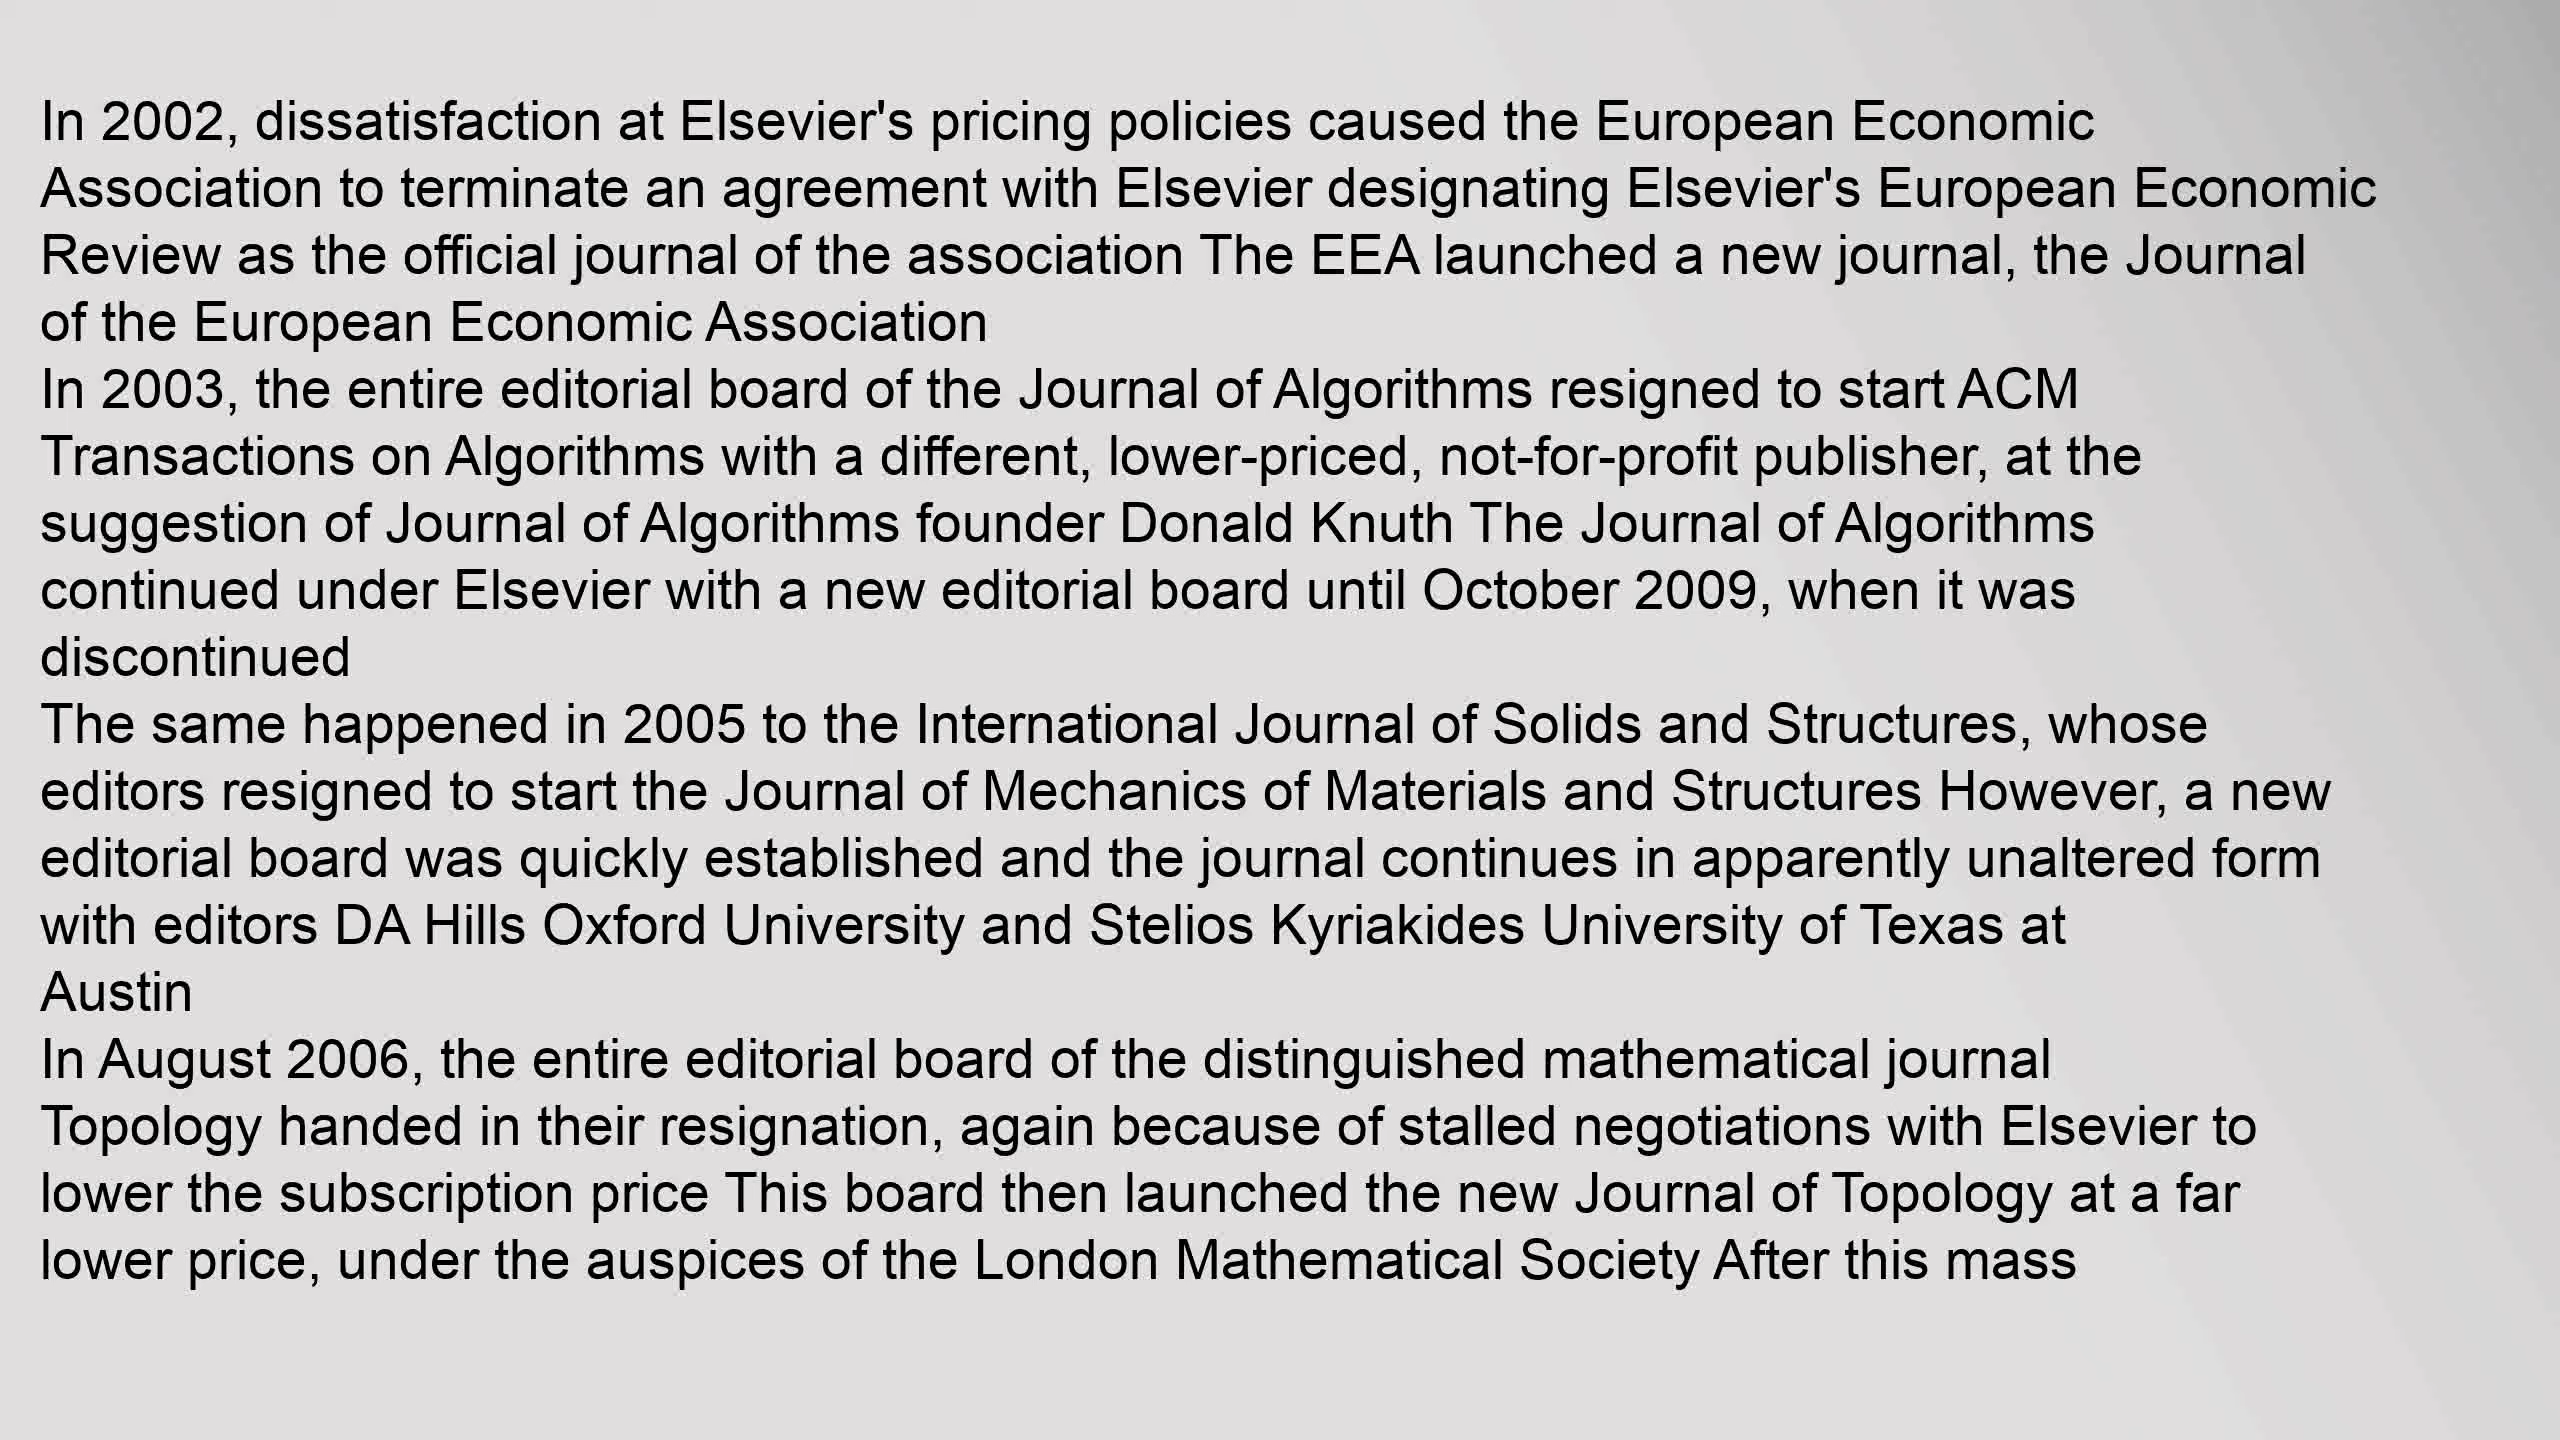 In 2002, dissatisfaction at Elsevier's pricing policies caused the European Economic
Association to terminate an agreement with Elsevier designating Elsevier's European Economic
Review as the official journal of the association The EEA launched a new journal, the Journal
of the European Economic Association
In 2003, the entire editorial board of the Journal of Algorithms resigned to start ACM
Transactions on Algorithms with a different, lower-priced, not-for-profit publisher, at the
suggestion of Journal of Algorithms founder Donald Knuth The Journal of Algorithms
continued under Elsevier with a new editorial board until October 2009, when it was
discontinued
The same happened in 2005 to the International Journal of Solids and Structures, whose
editors resigned to start the Journal of Mechanics of Materials and Structures However, a new
editorial board was quickly established and the journal continues in apparently unaltered form
with editors DA Hills Oxford University and Stelios Kyriakides University of Texas at
Austin
In August 2006, the entire editorial board of the distinguished mathematical journal
Topology handed in their resignation, again because of stalled negotiations with Elsevier to
lower the subscription price This board then launched the new Journal of Topology at a far
lower price, under the auspices of the London Mathematical Society After this mass